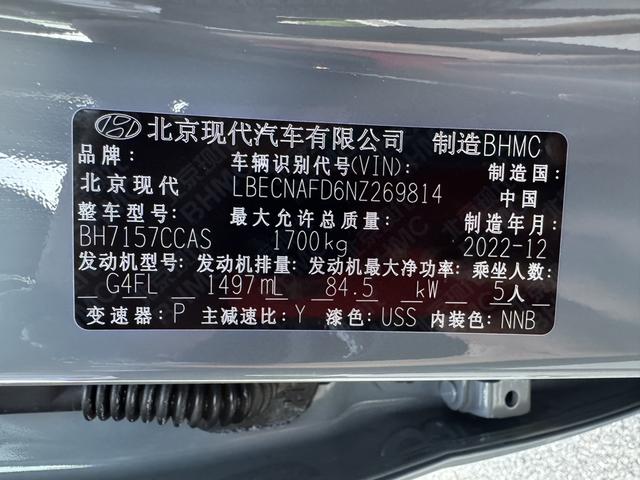 北京现代汽车有限公司 制造BHMC
品牌: 车辆识别代号(VIN): 制造国:
北京现代 LBECNAFD6NZ269814 中国
整车型号: 最大允许总质量: 制造年月:
BH7157CCAS 1700kg 2022-12
发动机型号: 发动机排量: 发动机最大净功率: 乘坐人数:
G4FL 1497mL 84.5 kW 5人
变速器: P 主减速比: Y 漆色: USS 内装色: NNB